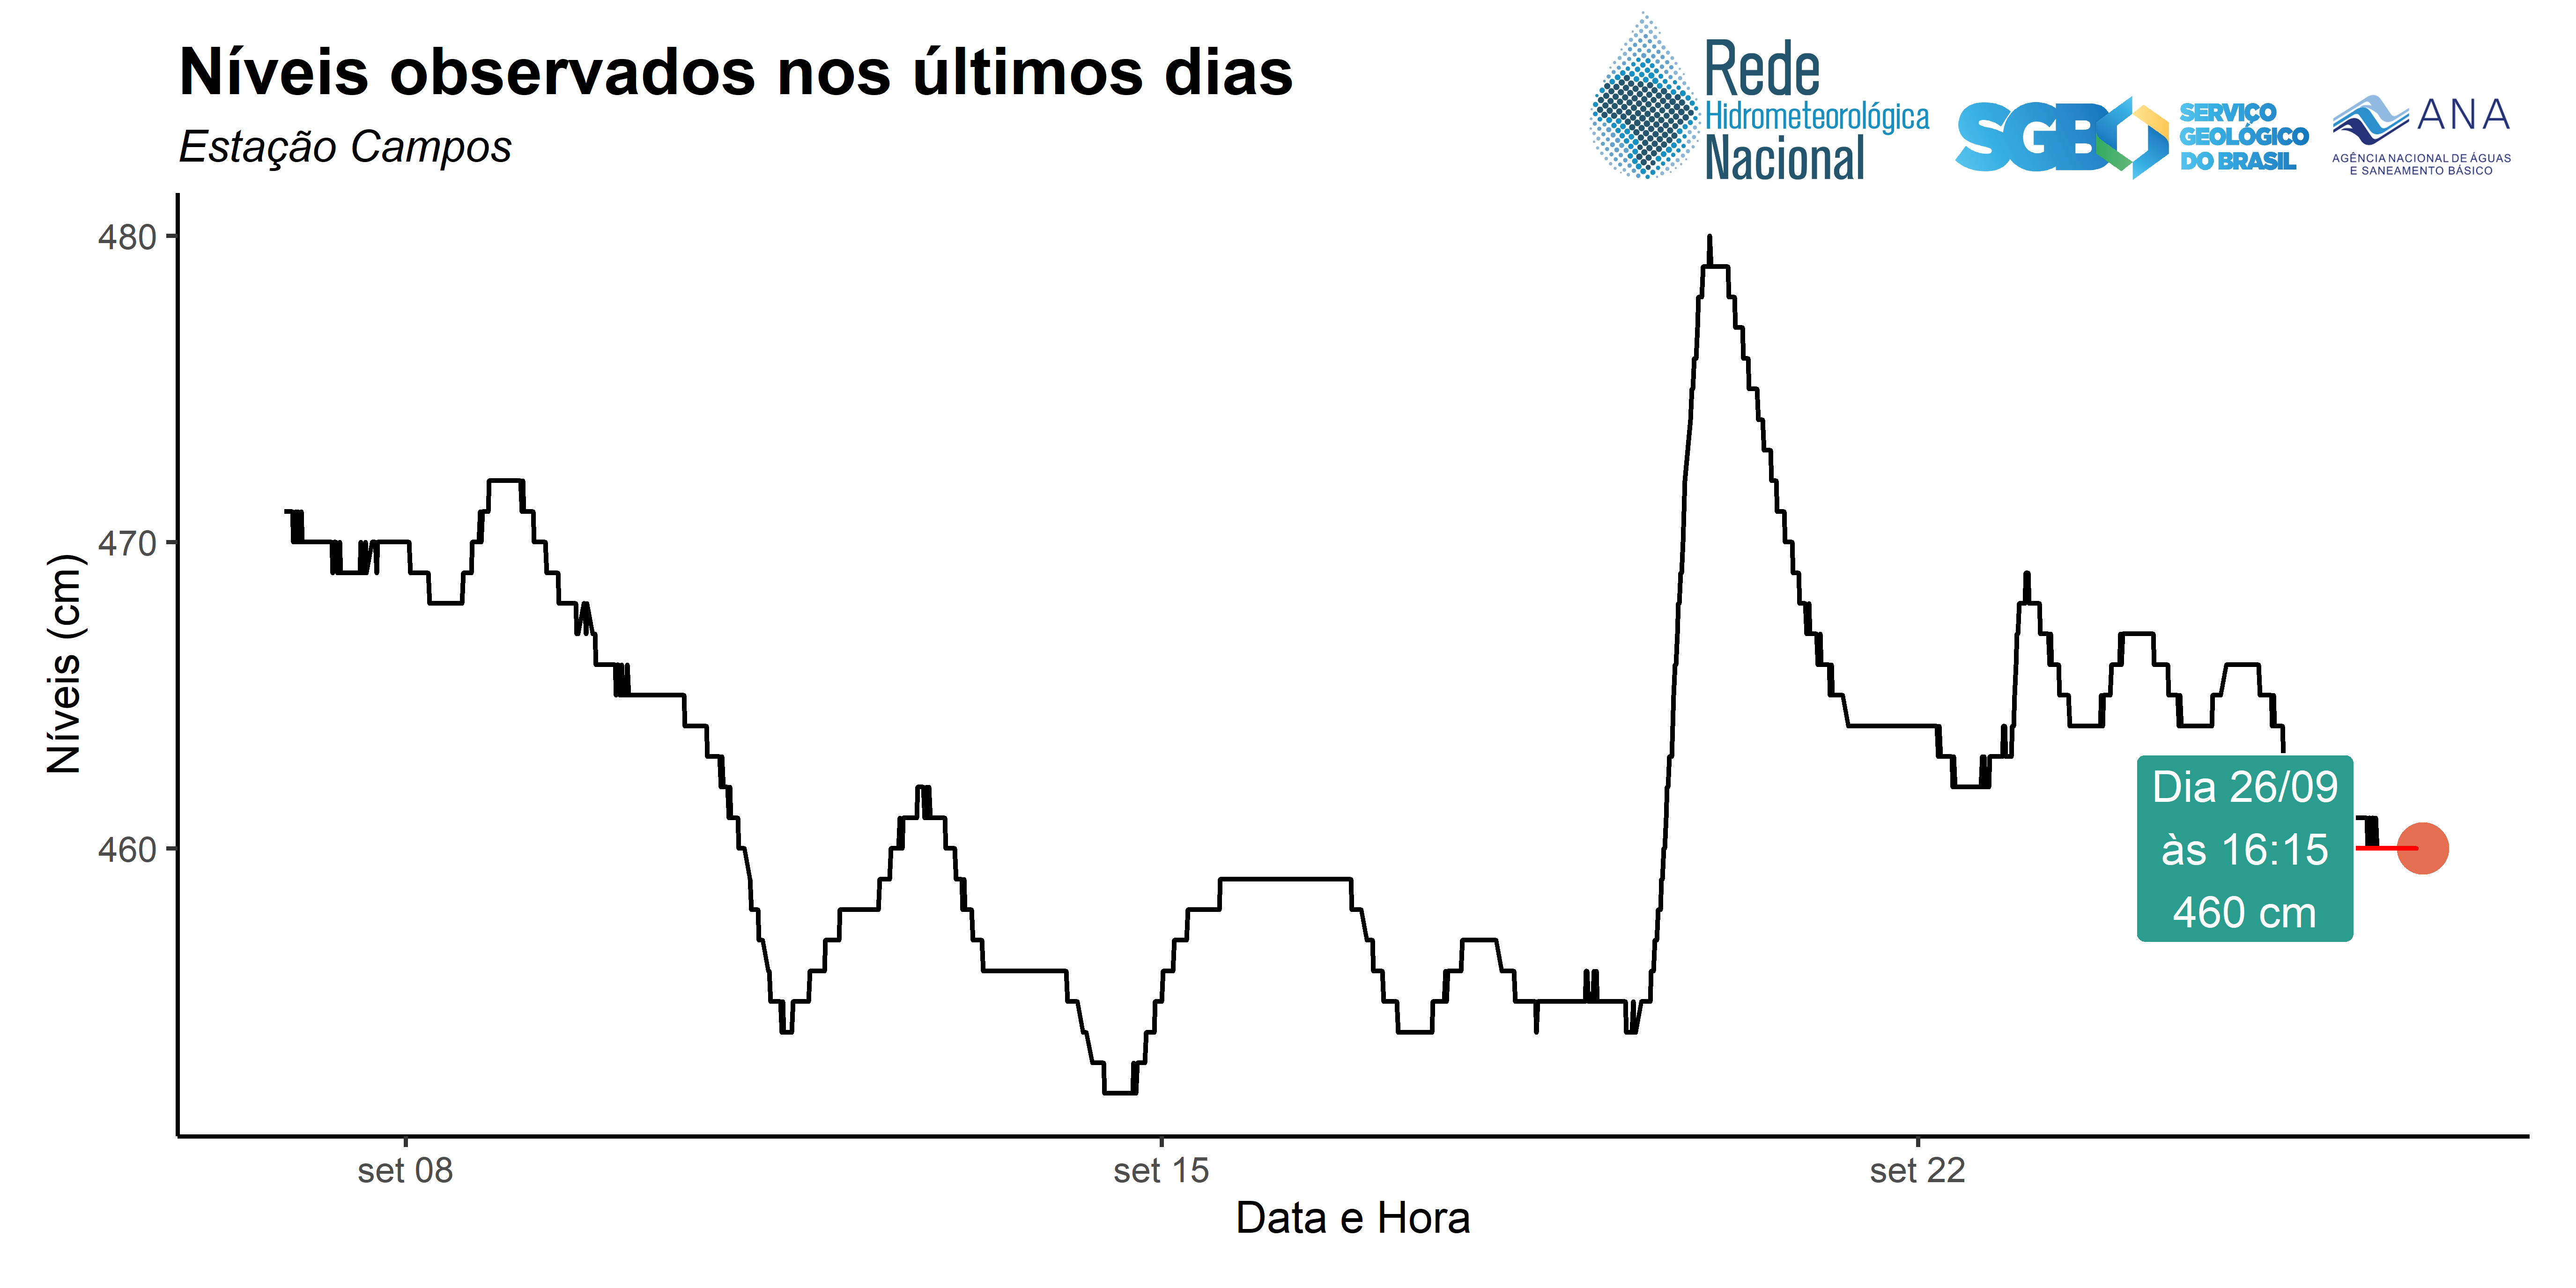 Níveis observados nos últimos dias
Estação Campos
Rede
Hidrometeorológica
Nacional
SGB
SERVIÇO
GEOLÓGICO
DO BRASIL
ANA
AGÊNCIA NACIONAL DE ÁGUAS
E SANEAMENTO BÁSICO
Níveis (cm)
480
470
460
Dia 26/09
às 16:15
460 cm
set 08
set 15
set 22
Data e Hora